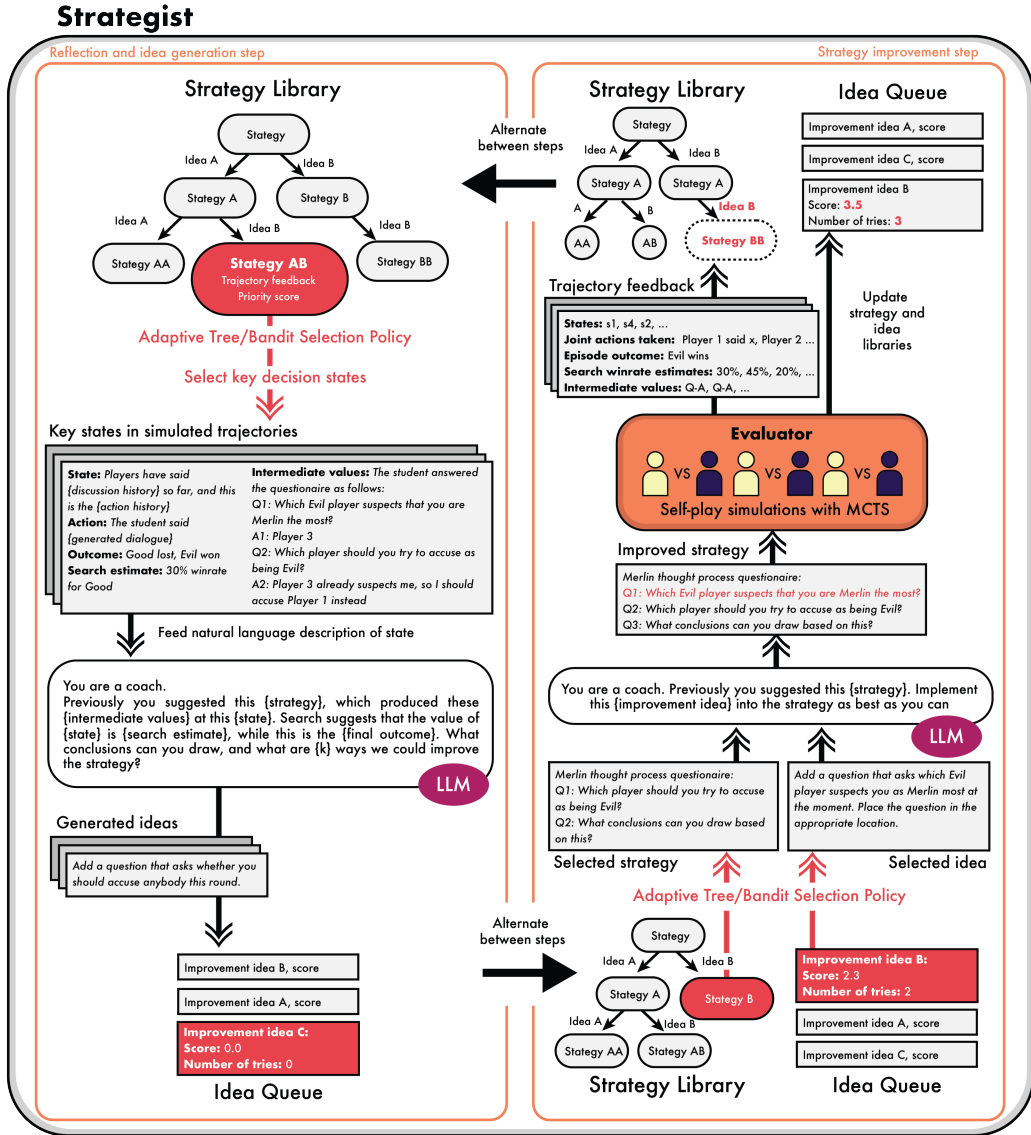 Strategist
Reflection and idea generation step
Strategy Library
Stategy
Idea A
Idea B
Stategy A
Stategy B
Idea A
Idea B
Idea B
Stategy AA
Stategy AB
Trajectory feedback
Priority score
Stategy BB
Adaptive Tree/Bandit Selection Policy
Select key decision states
Key states in simulated trajectories
State: Players have said
{discussion history} so far, and this
is the {action history}
Action: The student said
{generated dialogue}
Outcome: Good lost, Evil won
Search estimate: 30% winrate
for Good
Intermediate values: The student answered
the questionaire as follows:
Q1: Which Evil player suspects that you are
Merlin the most?
A1: Player 3
Q2: Which player should you try to accuse as
being Evil?
A2: Player 3 already suspects me, so I should
accuse Player 1 instead
Feed natural language description of state
You are a coach.
Previously you suggested this {strategy}, which produced these
{intermediate values} at this {state}. Search suggests that the value of
{state} is {search estimate}, while this is the {final outcome}. What
conclusions can you draw, and what are {k} ways we could improve
the strategy?
LLM
Generated ideas
Add a question that asks whether you
should accuse anybody this round.
Improvement idea B, score
Improvement idea A, score
Improvement idea C:
Score: 0.0
Number of tries: 0
Idea Queue
Alternate
between steps
Alternate
between steps
Strategy improvement step
Strategy Library
Stategy
Idea A
Idea B
Stategy A
Stategy A
A
B
Idea B
AA
AB
Stategy BB
Idea Queue
Improvement idea A, score
Improvement idea C, score
Improvement idea B
Score: 3.5
Number of tries: 3
Trajectory feedback
States: s1, s4, s2, ...
Joint actions taken: Player 1 said x, Player 2 ...
Episode outcome: Evil wins
Search winrate estimates: 30%, 45%, 20%, ...
Intermediate values: Q-A, Q-A, ...
Update
strategy and
idea
libraries
Evaluator
VS
VS
VS
Self-play simulations with MCTS
Improved strategy
Merlin thought process questionaire:
Q1: Which Evil player suspects that you are Merlin the most?
Q2: Which player should you try to accuse as being Evil?
Q3: What conclusions can you draw based on this?
You are a coach. Previously you suggested this {strategy}. Implement
this {improvement idea} into the strategy as best as you can
LLM
Merlin thought process questionaire:
Q1: Which player should you try to accuse
as being Evil?
Q2: What conclusions can you draw based
on this?
Selected strategy
Add a question that asks which Evil
player suspects you as Merlin most at
the moment. Place the question in the
appropriate location.
Selected idea
Adaptive Tree/Bandit Selection Policy
Stategy
Idea A
Idea B
Stategy A
Stategy B
Idea A
Idea B
Stategy AA
Stategy AB
Strategy Library
Improvement idea B:
Score: 2.3
Number of tries: 2
Improvement idea A, score
Improvement idea C, score
Idea Queue